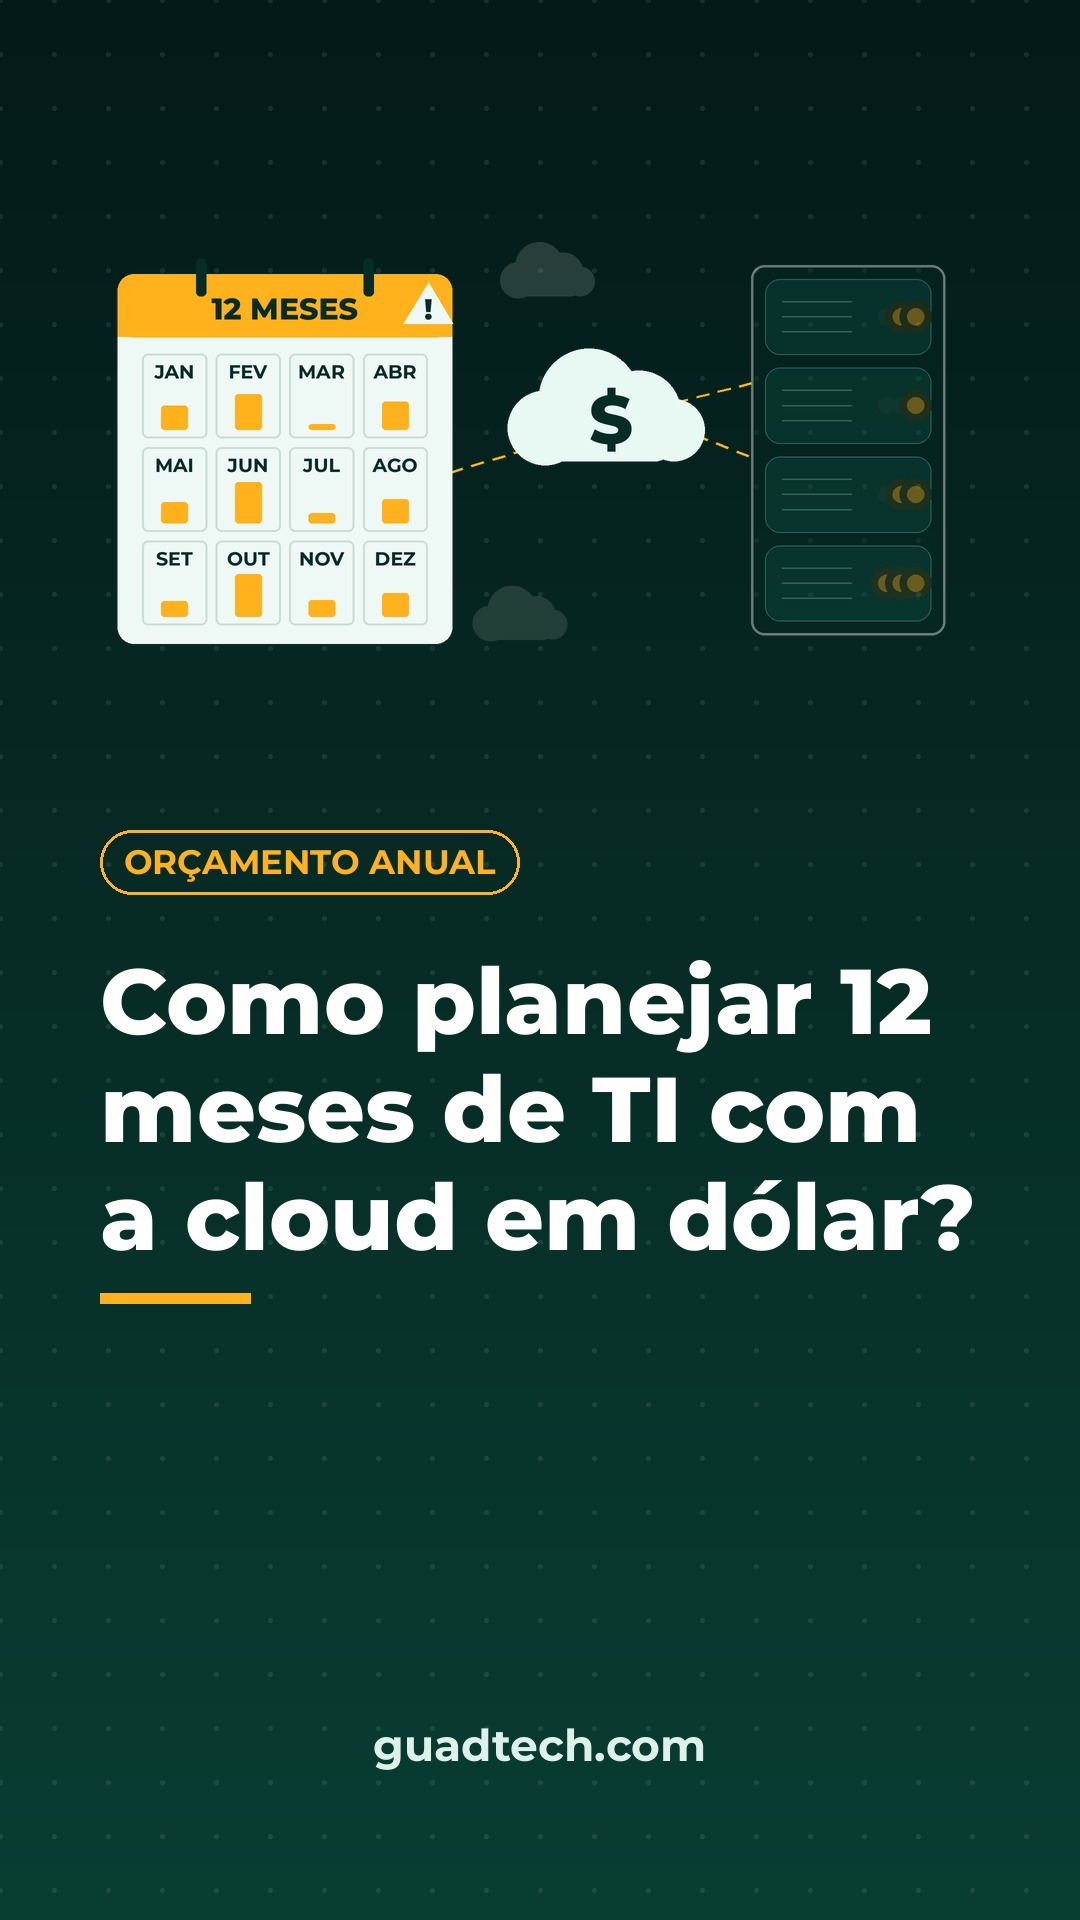 12 MESES !
JAN FEV MAR ABR
MAI JUN JUL AGO
SET OUT NOV DEZ
$
ORÇAMENTO ANUAL
Como planejar 12
meses de TI com
a cloud em dólar?
guadtech.com